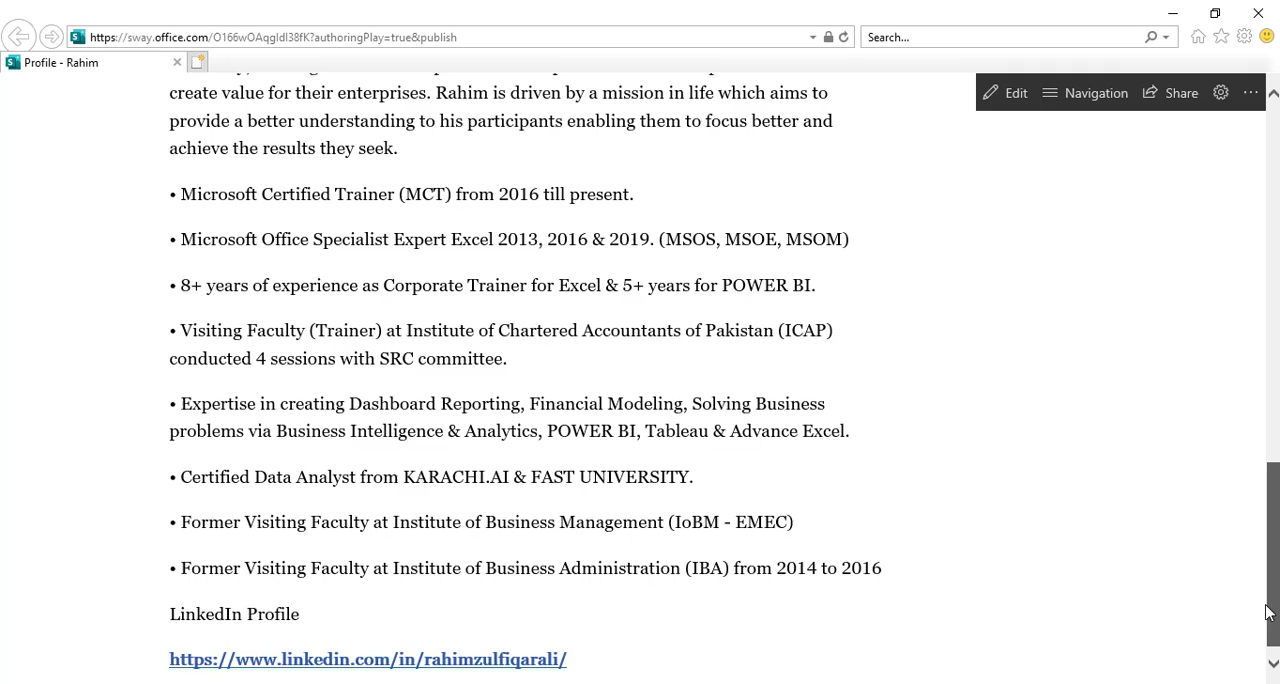 https://sway.office.com/O166wOAqgIdI38fK?authoringPlay=true&publish
Search...
Profile - Rahim
Edit
Navigation
Share
create value for their enterprises. Rahim is driven by a mission in life which aims to
provide a better understanding to his participants enabling them to focus better and
achieve the results they seek.
• Microsoft Certified Trainer (MCT) from 2016 till present.
• Microsoft Office Specialist Expert Excel 2013, 2016 & 2019. (MSOS, MSOE, MSOM)
• 8+ years of experience as Corporate Trainer for Excel & 5+ years for POWER BI.
• Visiting Faculty (Trainer) at Institute of Chartered Accountants of Pakistan (ICAP)
conducted 4 sessions with SRC committee.
• Expertise in creating Dashboard Reporting, Financial Modeling, Solving Business
problems via Business Intelligence & Analytics, POWER BI, Tableau & Advance Excel.
• Certified Data Analyst from KARACHI.AI & FAST UNIVERSITY.
• Former Visiting Faculty at Institute of Business Management (IoBM - EMEC)
• Former Visiting Faculty at Institute of Business Administration (IBA) from 2014 to 2016
LinkedIn Profile
https://www.linkedin.com/in/rahimzulfiqarali/